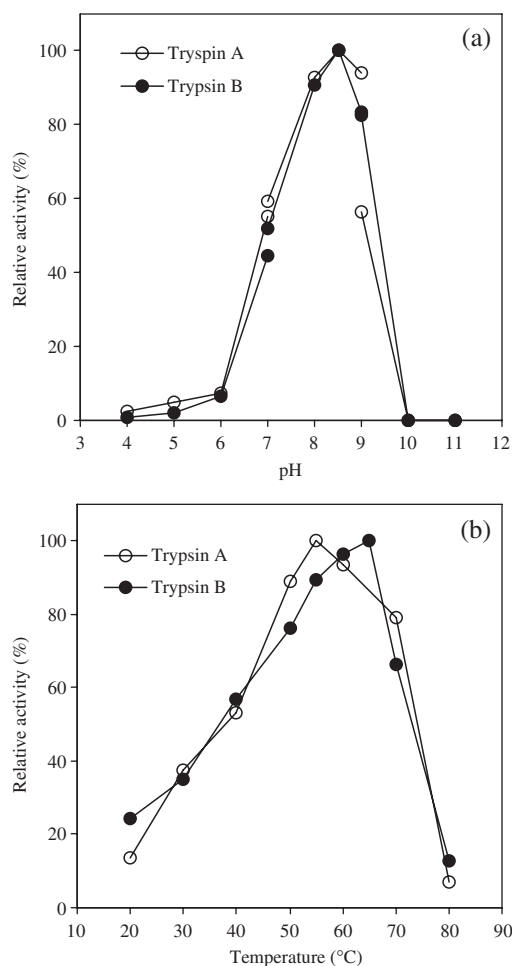 (a)
Tryspin A
Trypsin B
100
80
60
40
20
0
Relative activity (%)
3 4 5 6 7 8 9 10 11 12
pH
(b)
Trypsin A
Trypsin B
100
80
60
40
20
0
Relative activity (%)
10 20 30 40 50 60 70 80 90
Temperature (°C)